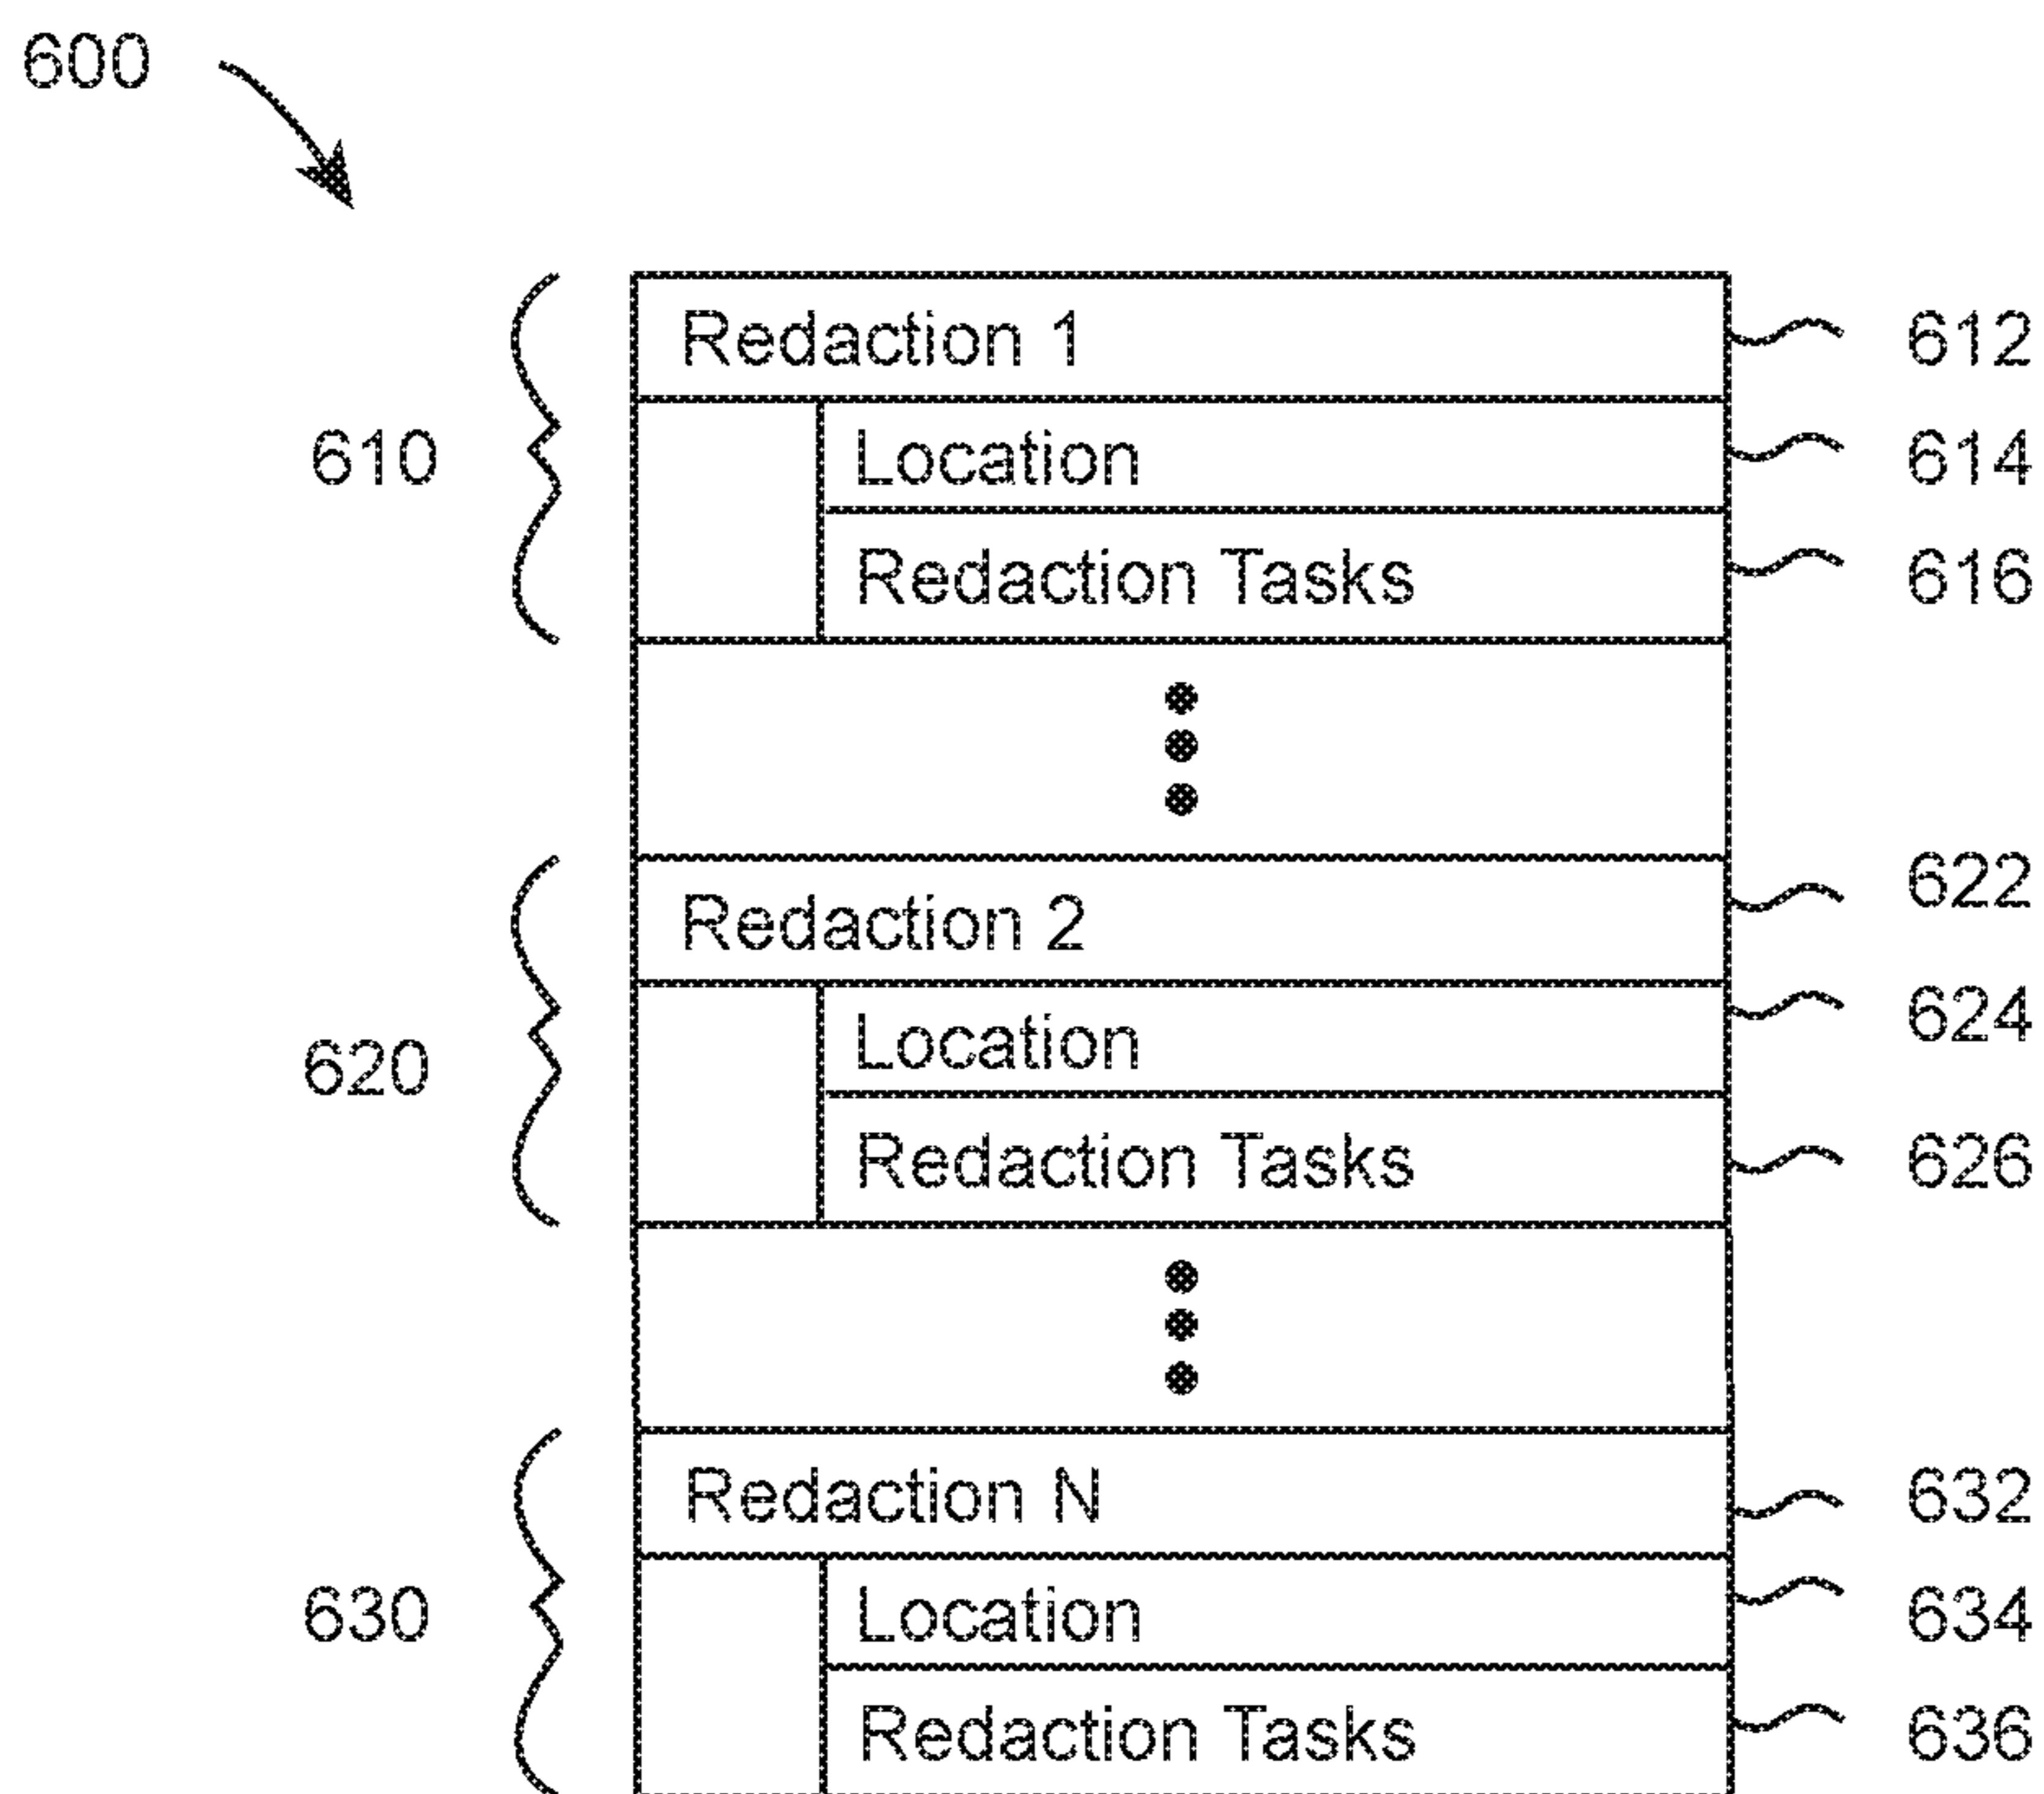 600
Redaction 1 612
610 Location 614
Redaction Tasks 616
Redaction 2 622
Location 624
620
Redaction Tasks 626
Redaction N 632
630 Location 634
Redaction Tasks 636